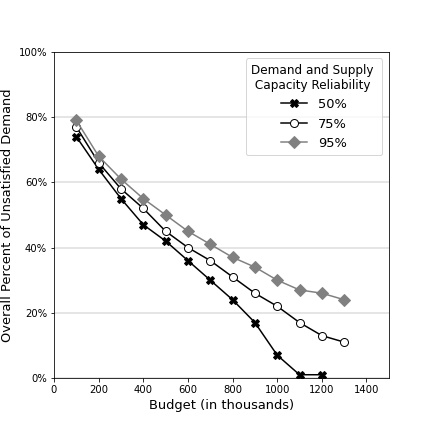 Overall Percent of Unsatisfied Demand
100%
80%
60%
40%
20%
0%
Demand and Supply
Capacity Reliability
50%
75%
95%
0 200 400 600 800 1000 1200 1400
Budget (in thousands)